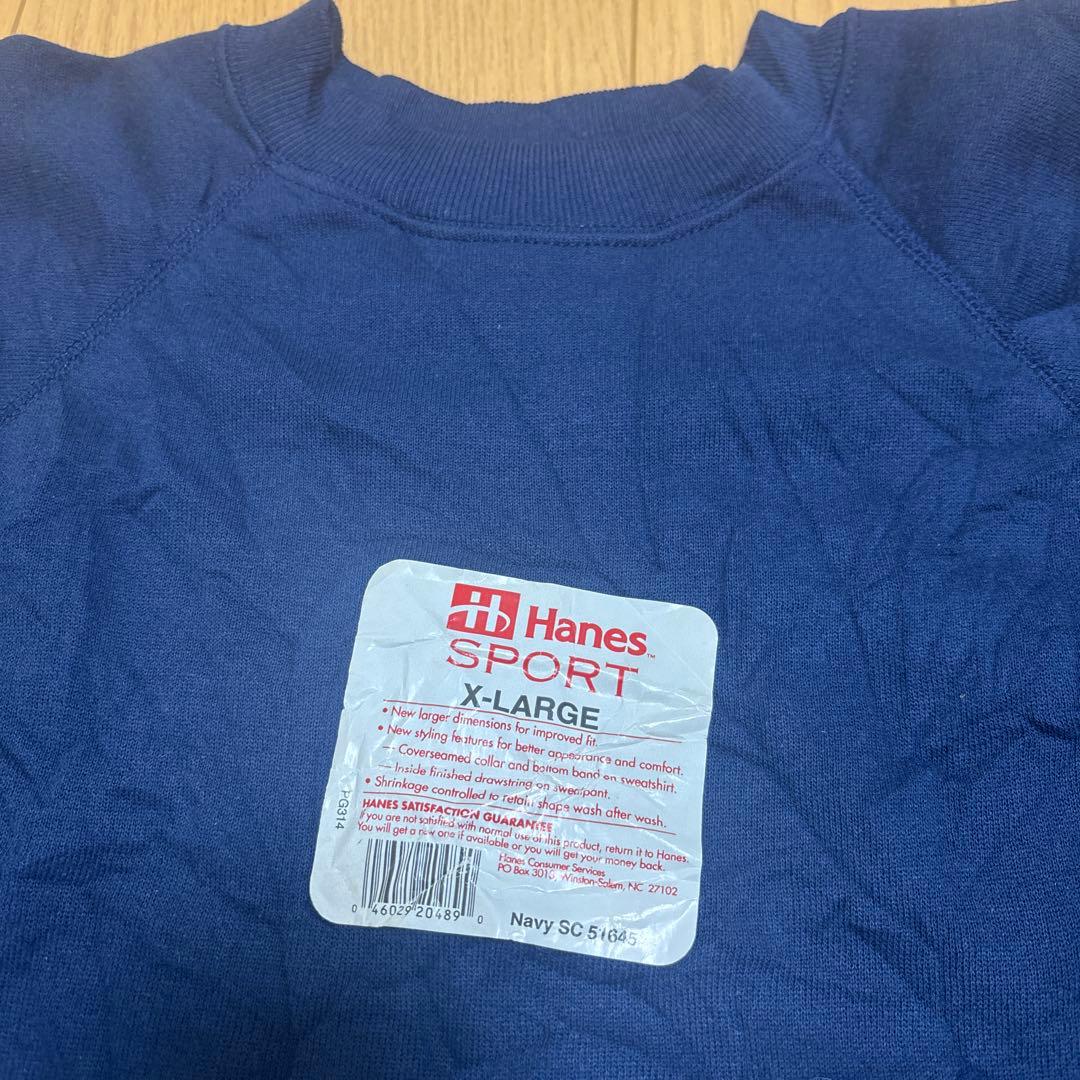 Hanes™
SPORT
X-LARGE
• New larger dimensions for improved fit.
• New styling features for better appearance and comfort.
— Coverseamed collar and bottom band on sweatshirt.
— Inside finished drawstring on sweatpant.
• Shrinkage controlled to retain shape wash after wash.
HANES SATISFACTION GUARANTEE
If you are not satisfied with normal use of this product, return it to Hanes.
You will get a new one if available or you will get your money back.
Hanes Consumer Services
PO Box 3013, Winston-Salem, NC 27102
0 46029 20489 0
Navy SC 51645
PG314